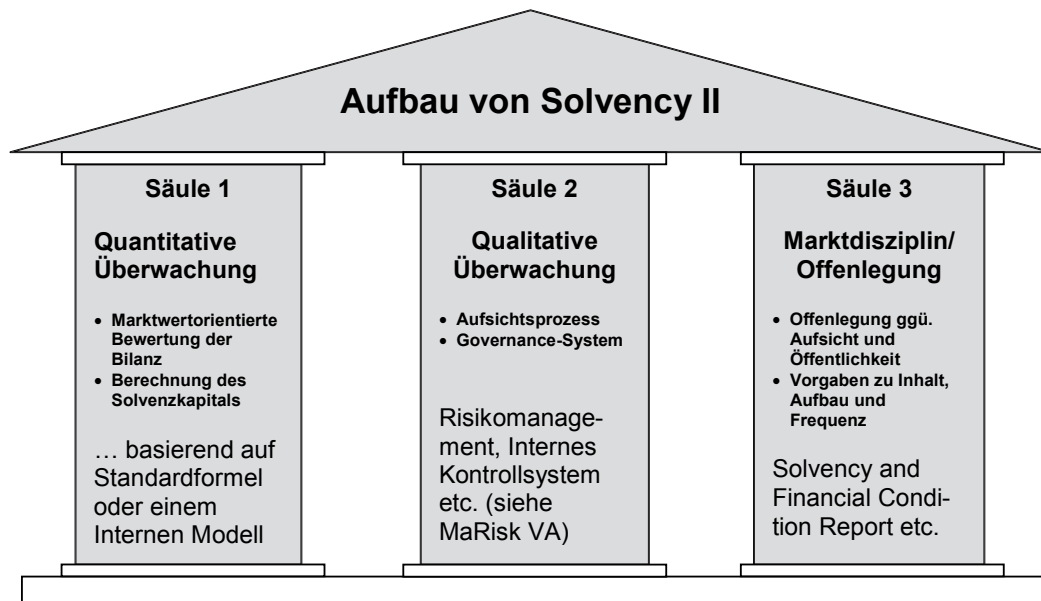 Aufbau von Solvency II
Säule 1
Quantitative
Überwachung
• Marktwertorientierte
Bewertung der
Bilanz
• Berechnung des
Solvenzkapitals
… basierend auf
Standardformel
oder einem
Internen Modell
Säule 2
Qualitative
Überwachung
• Aufsichtsprozess
• Governance-System
Risikomanage-
ment, Internes
Kontrollsystem
etc. (siehe
MaRisk VA)
Säule 3
Marktdisziplin/
Offenlegung
• Offenlegung ggü.
Aufsicht und
Öffentlichkeit
• Vorgaben zu Inhalt,
Aufbau und
Frequenz
Solvency and
Financial Condi-
tion Report etc.